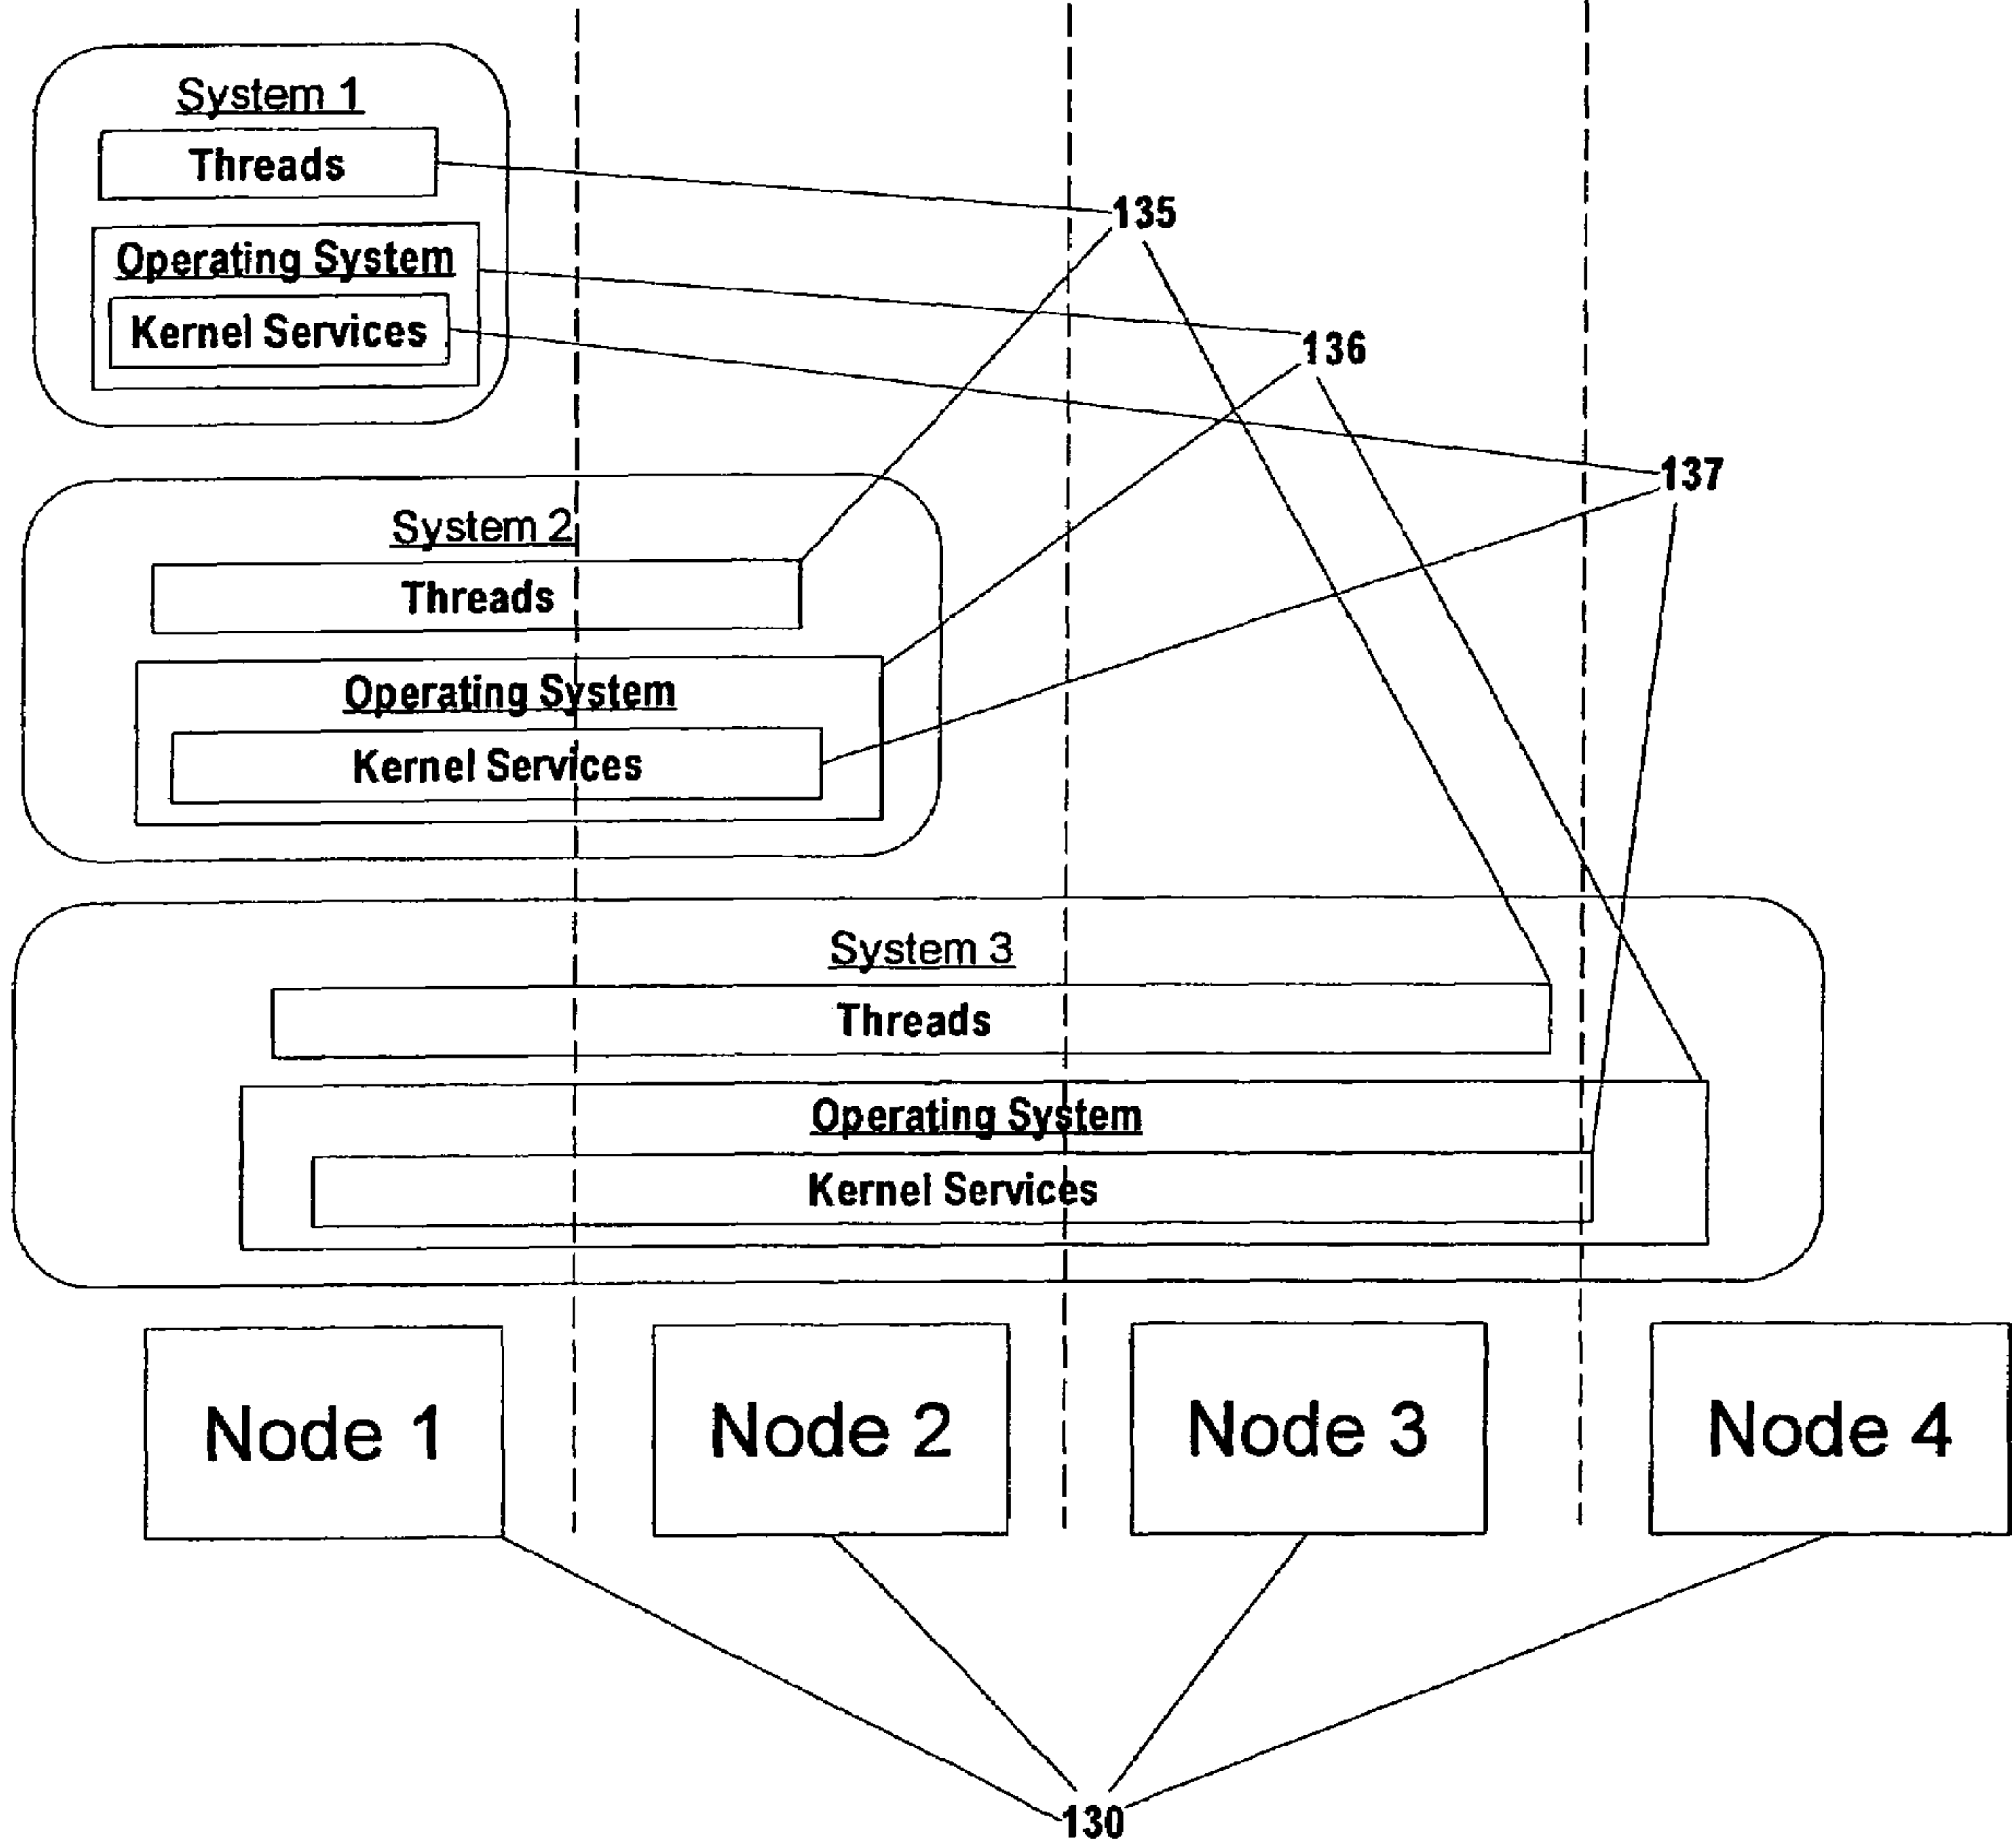 System 1
Threads
135
Operating System
Kernel Services
136
137
System 2
Threads
Operating System
Kernel Services
System 3
Threads
Operating System
Kernel Services
Node 1
Node 2
Node 3
Node 4
130